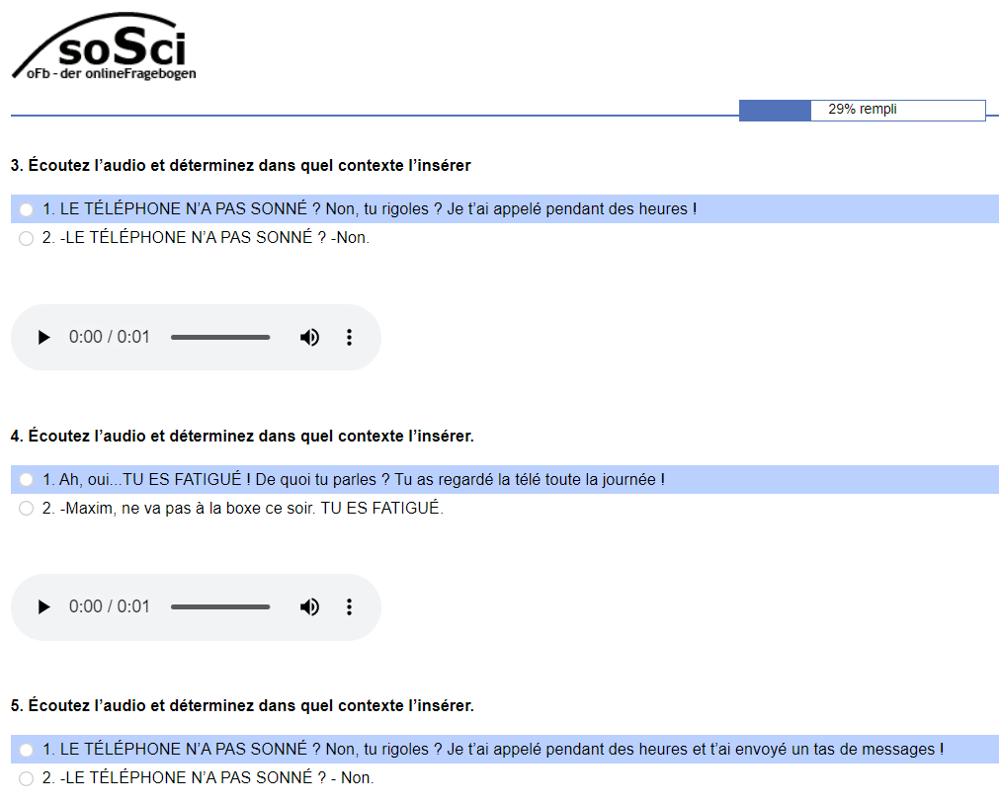 soSci
oFb - der onlineFragebogen
29% rempli
3. Écoutez l’audio et déterminez dans quel contexte l’insérer
1. LE TÉLÉPHONE N’A PAS SONNÉ ? Non, tu rigoles ? Je t’ai appelé pendant des heures !
2. -LE TÉLÉPHONE N’A PAS SONNÉ ? -Non.
0:00 / 0:01
4. Écoutez l’audio et déterminez dans quel contexte l’insérer.
1. Ah, oui...TU ES FATIGUÉ ! De quoi tu parles ? Tu as regardé la télé toute la journée !
2. -Maxim, ne va pas à la boxe ce soir. TU ES FATIGUÉ.
0:00 / 0:01
5. Écoutez l’audio et déterminez dans quel contexte l’insérer.
1. LE TÉLÉPHONE N’A PAS SONNÉ ? Non, tu rigoles ? Je t’ai appelé pendant des heures et t’ai envoyé un tas de messages !
2. -LE TÉLÉPHONE N’A PAS SONNÉ ? - Non.